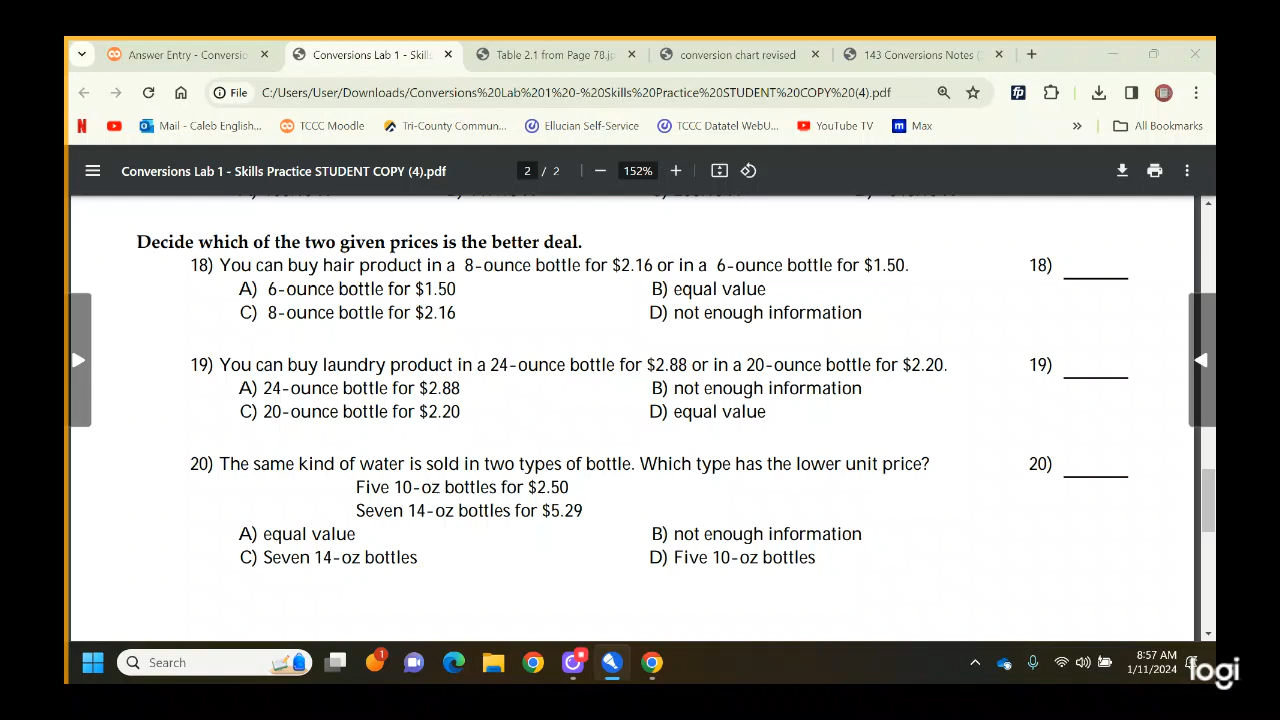 Answer Entry - Conversio
Conversions Lab 1 - Skill
Table 2.1 from Page 78.jp
conversion chart revised
143 Conversions Notes (
File
C:/Users/User/Downloads/Conversions%20Lab%201%20-%20Skills%20Practice%20STUDENT%20COPY%20(4).pdf
Mail - Caleb English...
TCCC Moodle
Tri-County Commun...
Ellucian Self-Service
TCCC Datatel WebU...
YouTube TV
Max
All Bookmarks
Conversions Lab 1 - Skills Practice STUDENT COPY (4).pdf
2 / 2
152%
Decide which of the two given prices is the better deal.
18) You can buy hair product in a 8-ounce bottle for $2.16 or in a 6-ounce bottle for $1.50. 18)
A) 6-ounce bottle for $1.50 B) equal value
C) 8-ounce bottle for $2.16 D) not enough information
19) You can buy laundry product in a 24-ounce bottle for $2.88 or in a 20-ounce bottle for $2.20. 19)
A) 24-ounce bottle for $2.88 B) not enough information
C) 20-ounce bottle for $2.20 D) equal value
20) The same kind of water is sold in two types of bottle. Which type has the lower unit price? 20)
Five 10-oz bottles for $2.50
Seven 14-oz bottles for $5.29
A) equal value B) not enough information
C) Seven 14-oz bottles D) Five 10-oz bottles
Search
1
8:57 AM
1/11/2024
logi